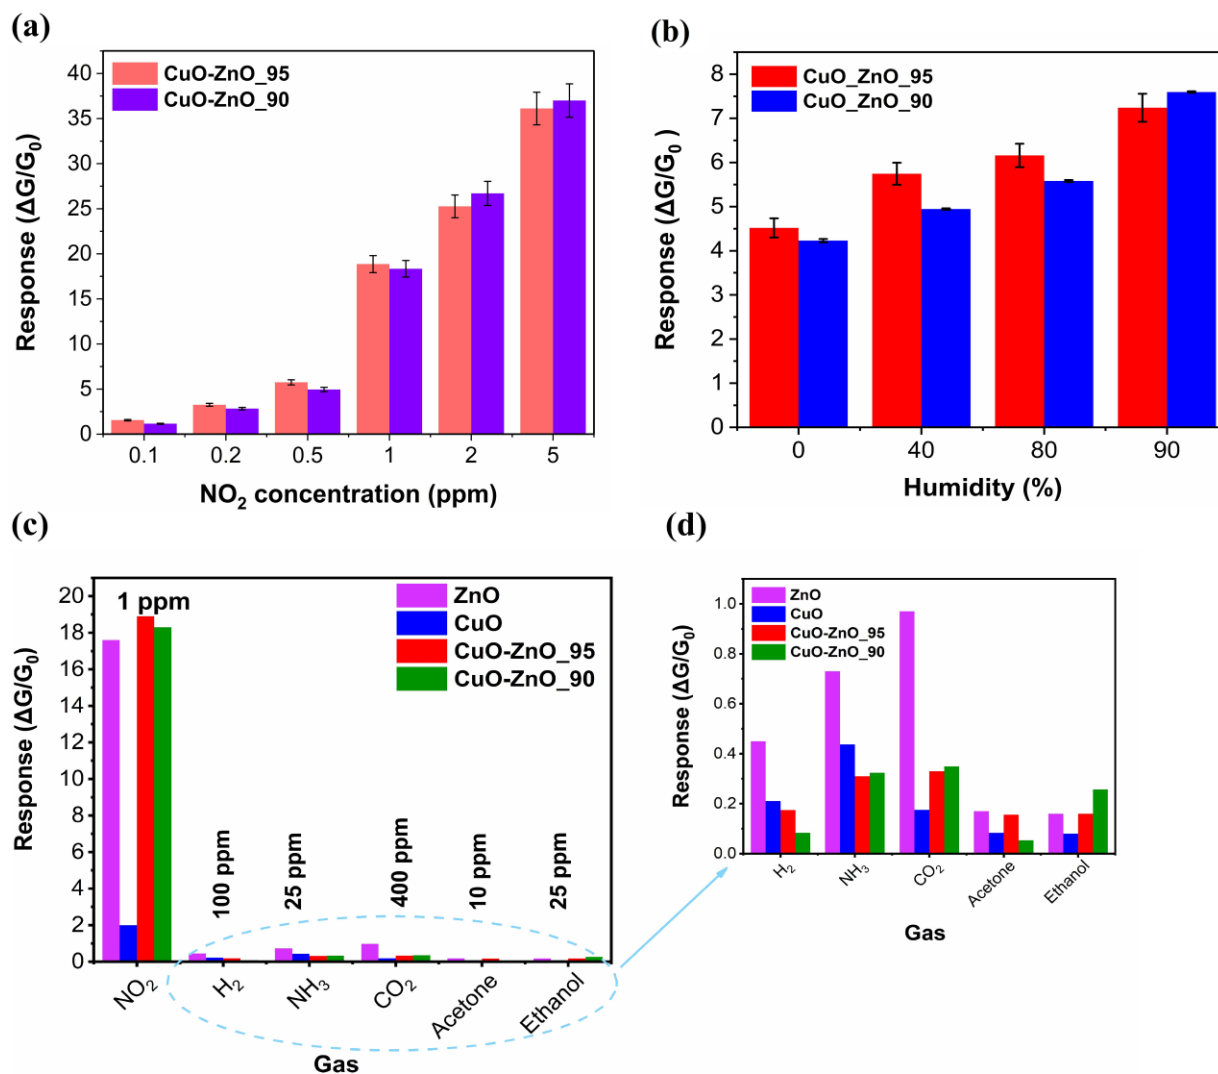 (a)
CuO-ZnO_95
CuO-ZnO_90
40
35
30
25
20
15
10
5
0
Response (ΔG/G₀)
0.1 0.2 0.5 1 2 5
NO₂ concentration (ppm)
(b)
CuO_ZnO_95
CuO_ZnO_90
8
7
6
5
4
3
2
1
0
Response (ΔG/G₀ )
0 40 80 90
Humidity (%)
(c)
1 ppm
ZnO
CuO
CuO-ZnO_95
CuO-ZnO_90
20
18
16
14
12
10
8
6
4
2
0
Response (ΔG/G₀)
100 ppm
25 ppm
400 ppm
10 ppm
25 ppm
NO₂
H₂
NH₃
CO₂
Acetone
Ethanol
Gas
(d)
ZnO
CuO
CuO-ZnO_95
CuO-ZnO_90
1.0
0.8
0.6
0.4
0.2
0.0
Response (ΔG/G₀)
H₂
NH₃
CO₂
Acetone
Ethanol
Gas